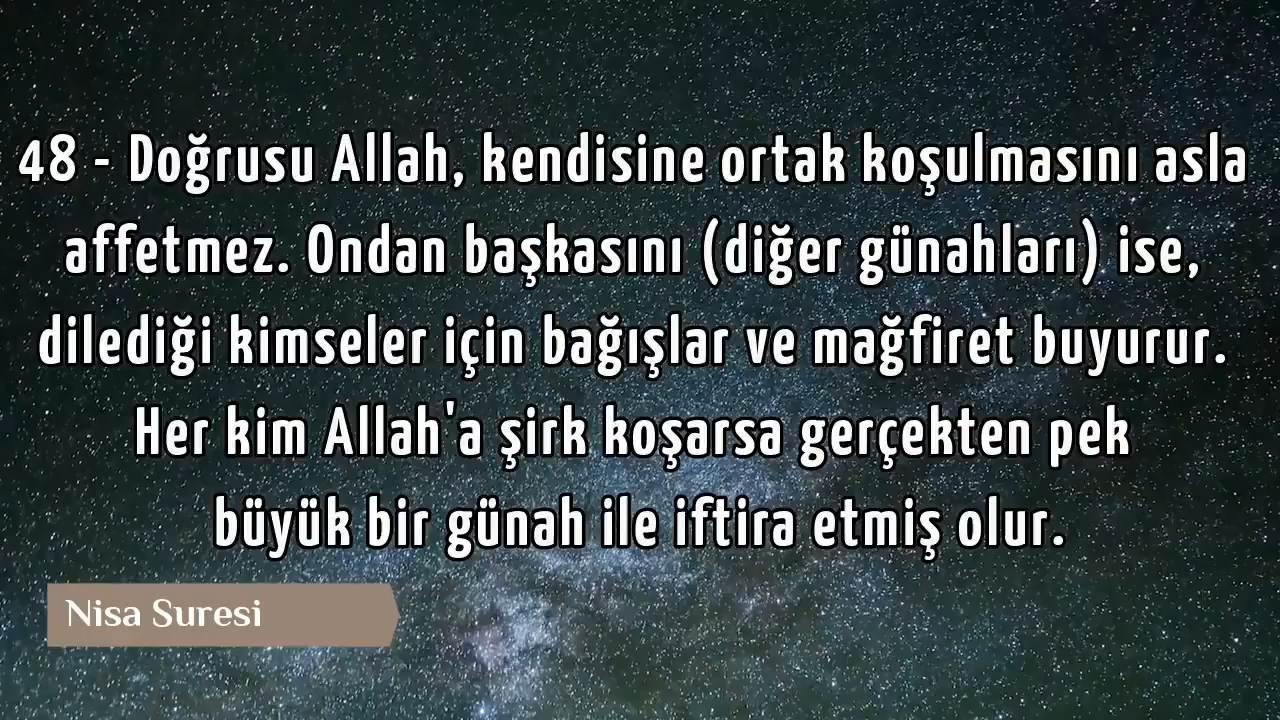 48 - Doğrusu Allah, kendisine ortak koşulmasını asla
affetmez. Ondan başkasını (diğer günahları) ise,
dilediği kimseler için bağışlar ve mağfiret buyurur.
Her kim Allah'a şirk koşarsa gerçekten pek
büyük bir günah ile iftira etmiş olur.
Nisa Suresi